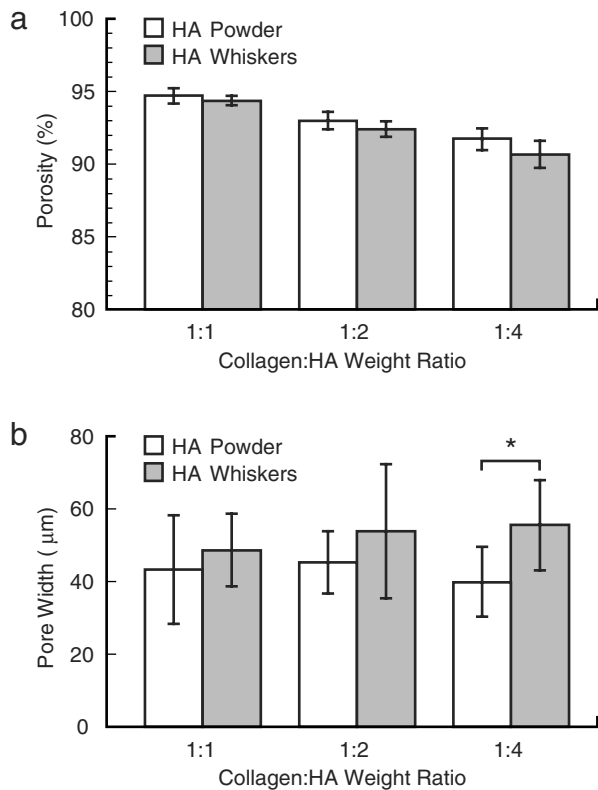 a
HA Powder
HA Whiskers
100
95
90
85
80
Porosity (%)
1:1 1:2 1:4
Collagen:HA Weight Ratio
b
HA Powder
HA Whiskers
*
80
60
40
20
0
Pore Width ( μm)
1:1 1:2 1:4
Collagen:HA Weight Ratio